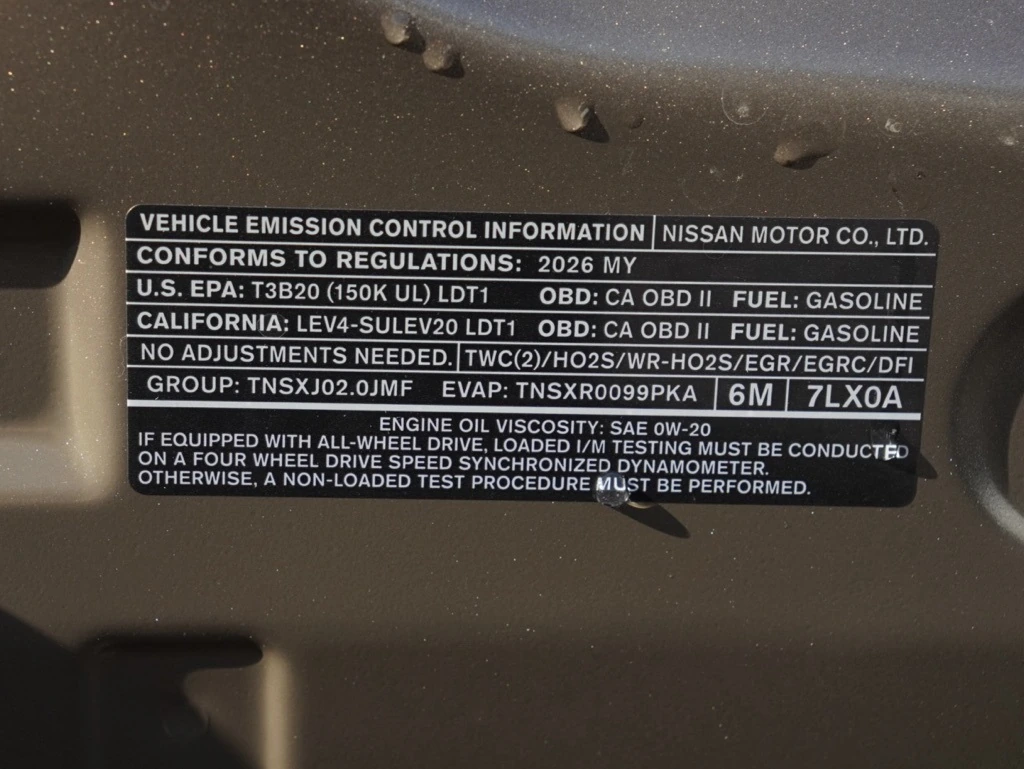 VEHICLE EMISSION CONTROL INFORMATION NISSAN MOTOR CO., LTD.
CONFORMS TO REGULATIONS: 2026 MY
U.S. EPA: T3B20 (150K UL) LDT1 OBD: CA OBD II FUEL: GASOLINE
CALIFORNIA: LEV4-SULEV20 LDT1 OBD: CA OBD II FUEL: GASOLINE
NO ADJUSTMENTS NEEDED. TWC(2)/HO2S/WR-HO2S/EGR/EGRC/DFI
GROUP: TNSXJ02.0JMF EVAP: TNSXR0099PKA 6M 7LX0A
ENGINE OIL VISCOSITY: SAE 0W-20
IF EQUIPPED WITH ALL-WHEEL DRIVE, LOADED I/M TESTING MUST BE CONDUCTED
ON A FOUR WHEEL DRIVE SPEED SYNCHRONIZED DYNAMOMETER.
OTHERWISE, A NON-LOADED TEST PROCEDURE MUST BE PERFORMED.